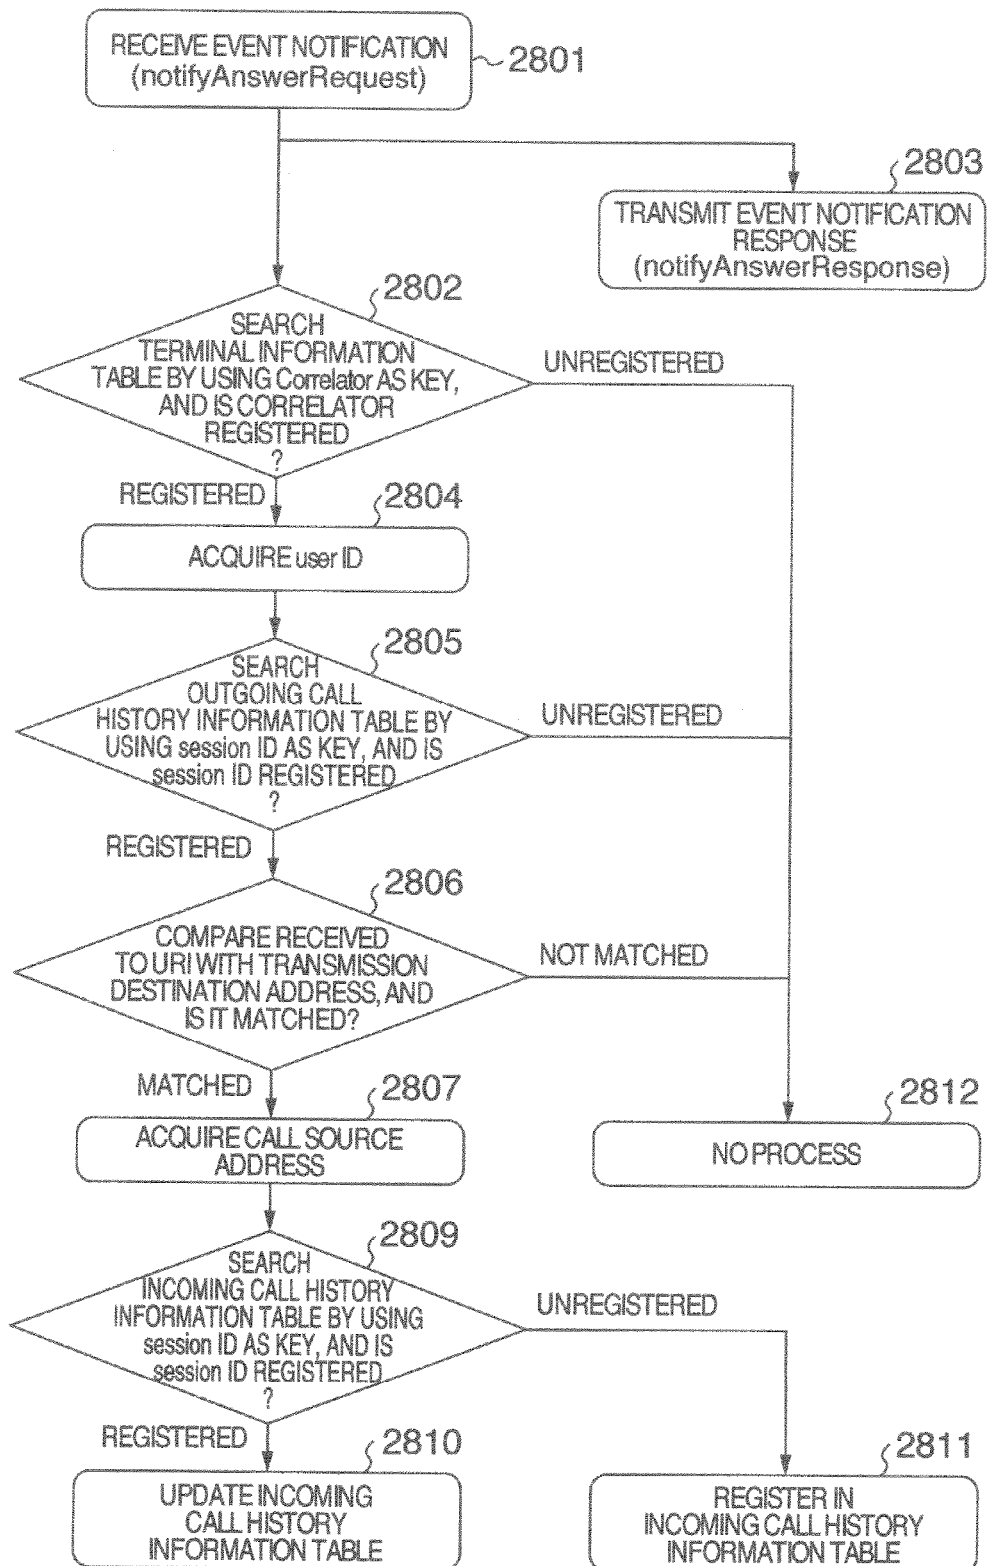 RECEIVE EVENT NOTIFICATION
(notifyAnswerRequest)
2801
2803
TRANSMIT EVENT NOTIFICATION
RESPONSE
(notifyAnswerResponse)
2802
SEARCH
TERMINAL INFORMATION
TABLE BY USING Correlator AS KEY,
AND IS CORRELATOR
REGISTERED
?
UNREGISTERED
REGISTERED
2804
ACQUIRE user ID
2805
SEARCH
OUTGOING CALL
HISTORY INFORMATION TABLE BY
USING session ID AS KEY, AND IS
session ID REGISTERED
?
UNREGISTERED
REGISTERED
2806
COMPARE RECEIVED
TO URI WITH TRANSMISSION
DESTINATION ADDRESS, AND
IS IT MATCHED?
NOT MATCHED
MATCHED
2807
ACQUIRE CALL SOURCE
ADDRESS
2812
NO PROCESS
2809
SEARCH
INCOMING CALL HISTORY
INFORMATION TABLE BY USING
session ID AS KEY, AND IS
session ID REGISTERED
?
UNREGISTERED
REGISTERED
2810
UPDATE INCOMING
CALL HISTORY
INFORMATION TABLE
2811
REGISTER IN
INCOMING CALL HISTORY
INFORMATION TABLE